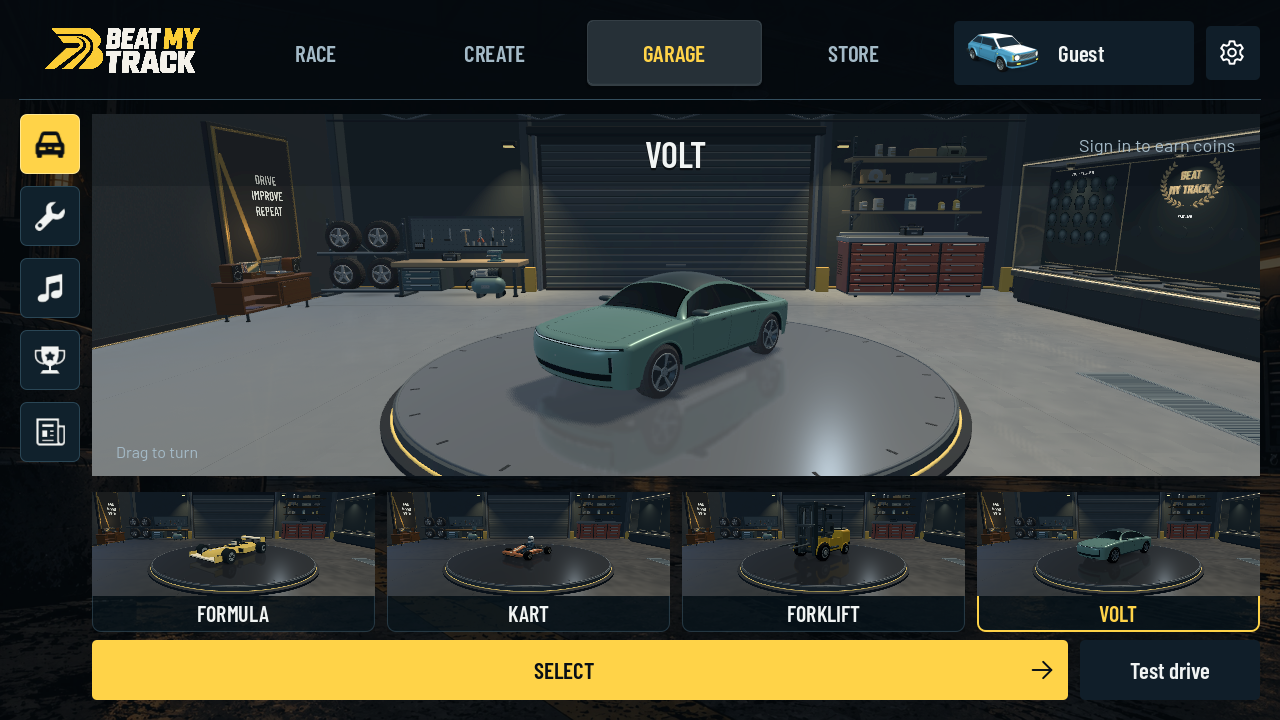 BEAT MY
TRACK
RACE
CREATE
GARAGE
STORE
Guest
VOLT
Sign in to earn coins
DRIVE
IMPROVE
REPEAT
BEAT
MY TRACK
Drag to turn
FORMULA
KART
FORKLIFT
VOLT
SELECT
Test drive